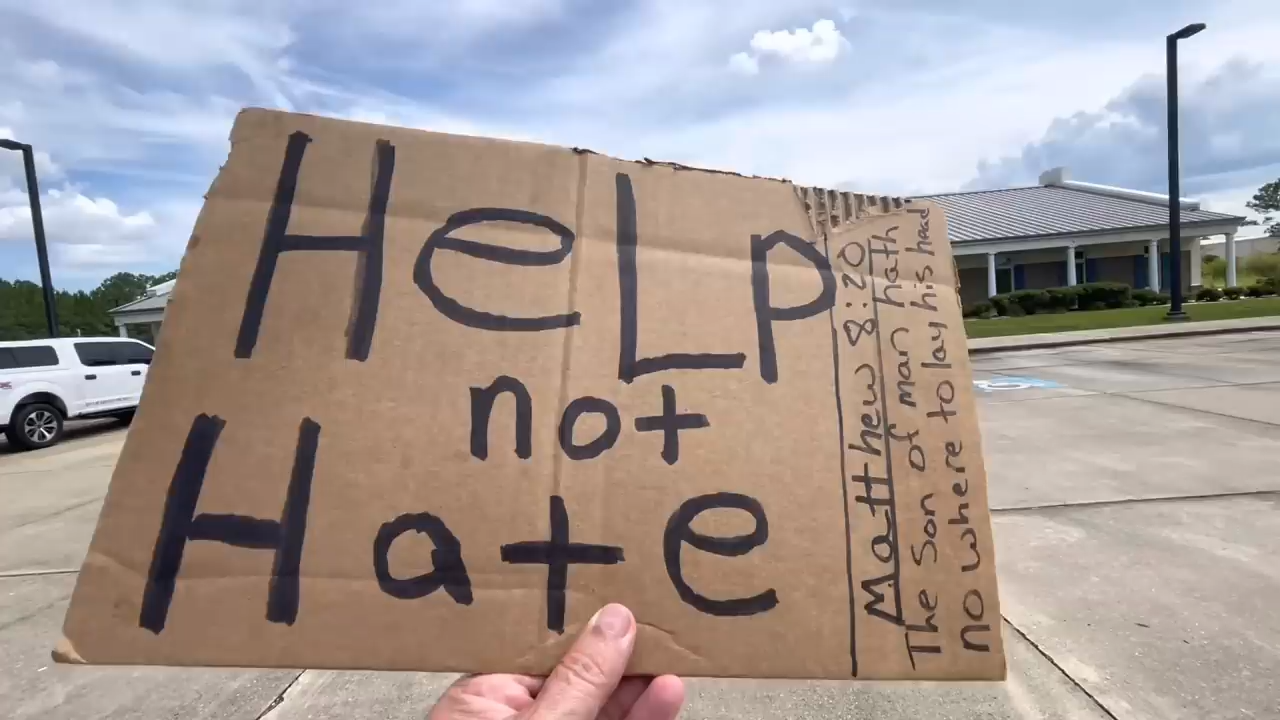 HeLp
not
Hate
Matthew 8:20
The Son of man hath
no where to lay his head